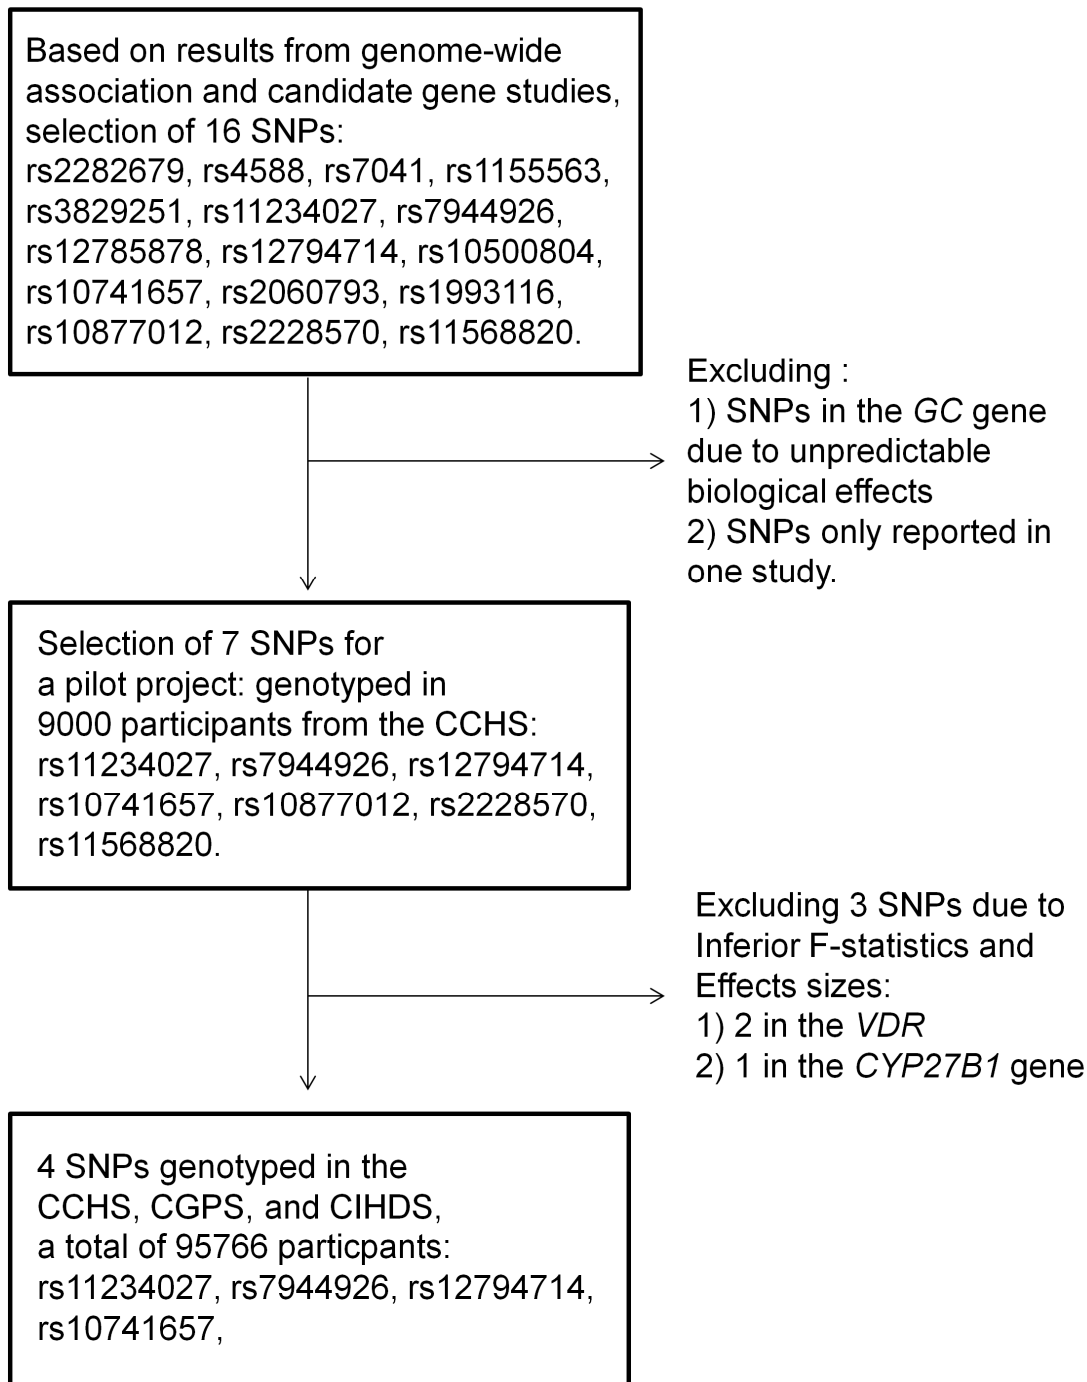 Based on results from genome-wide
association and candidate gene studies,
selection of 16 SNPs:
rs2282679, rs4588, rs7041, rs1155563,
rs3829251, rs11234027, rs7944926,
rs12785878, rs12794714, rs10500804,
rs10741657, rs2060793, rs1993116,
rs10877012, rs2228570, rs11568820.
Excluding :
1) SNPs in the GC gene
due to unpredictable
biological effects
2) SNPs only reported in
one study.
Selection of 7 SNPs for
a pilot project: genotyped in
9000 participants from the CCHS:
rs11234027, rs7944926, rs12794714,
rs10741657, rs10877012, rs2228570,
rs11568820.
Excluding 3 SNPs due to
Inferior F-statistics and
Effects sizes:
1) 2 in the VDR
2) 1 in the CYP27B1 gene
4 SNPs genotyped in the
CCHS, CGPS, and CIHDS,
a total of 95766 particpants:
rs11234027, rs7944926, rs12794714,
rs10741657,